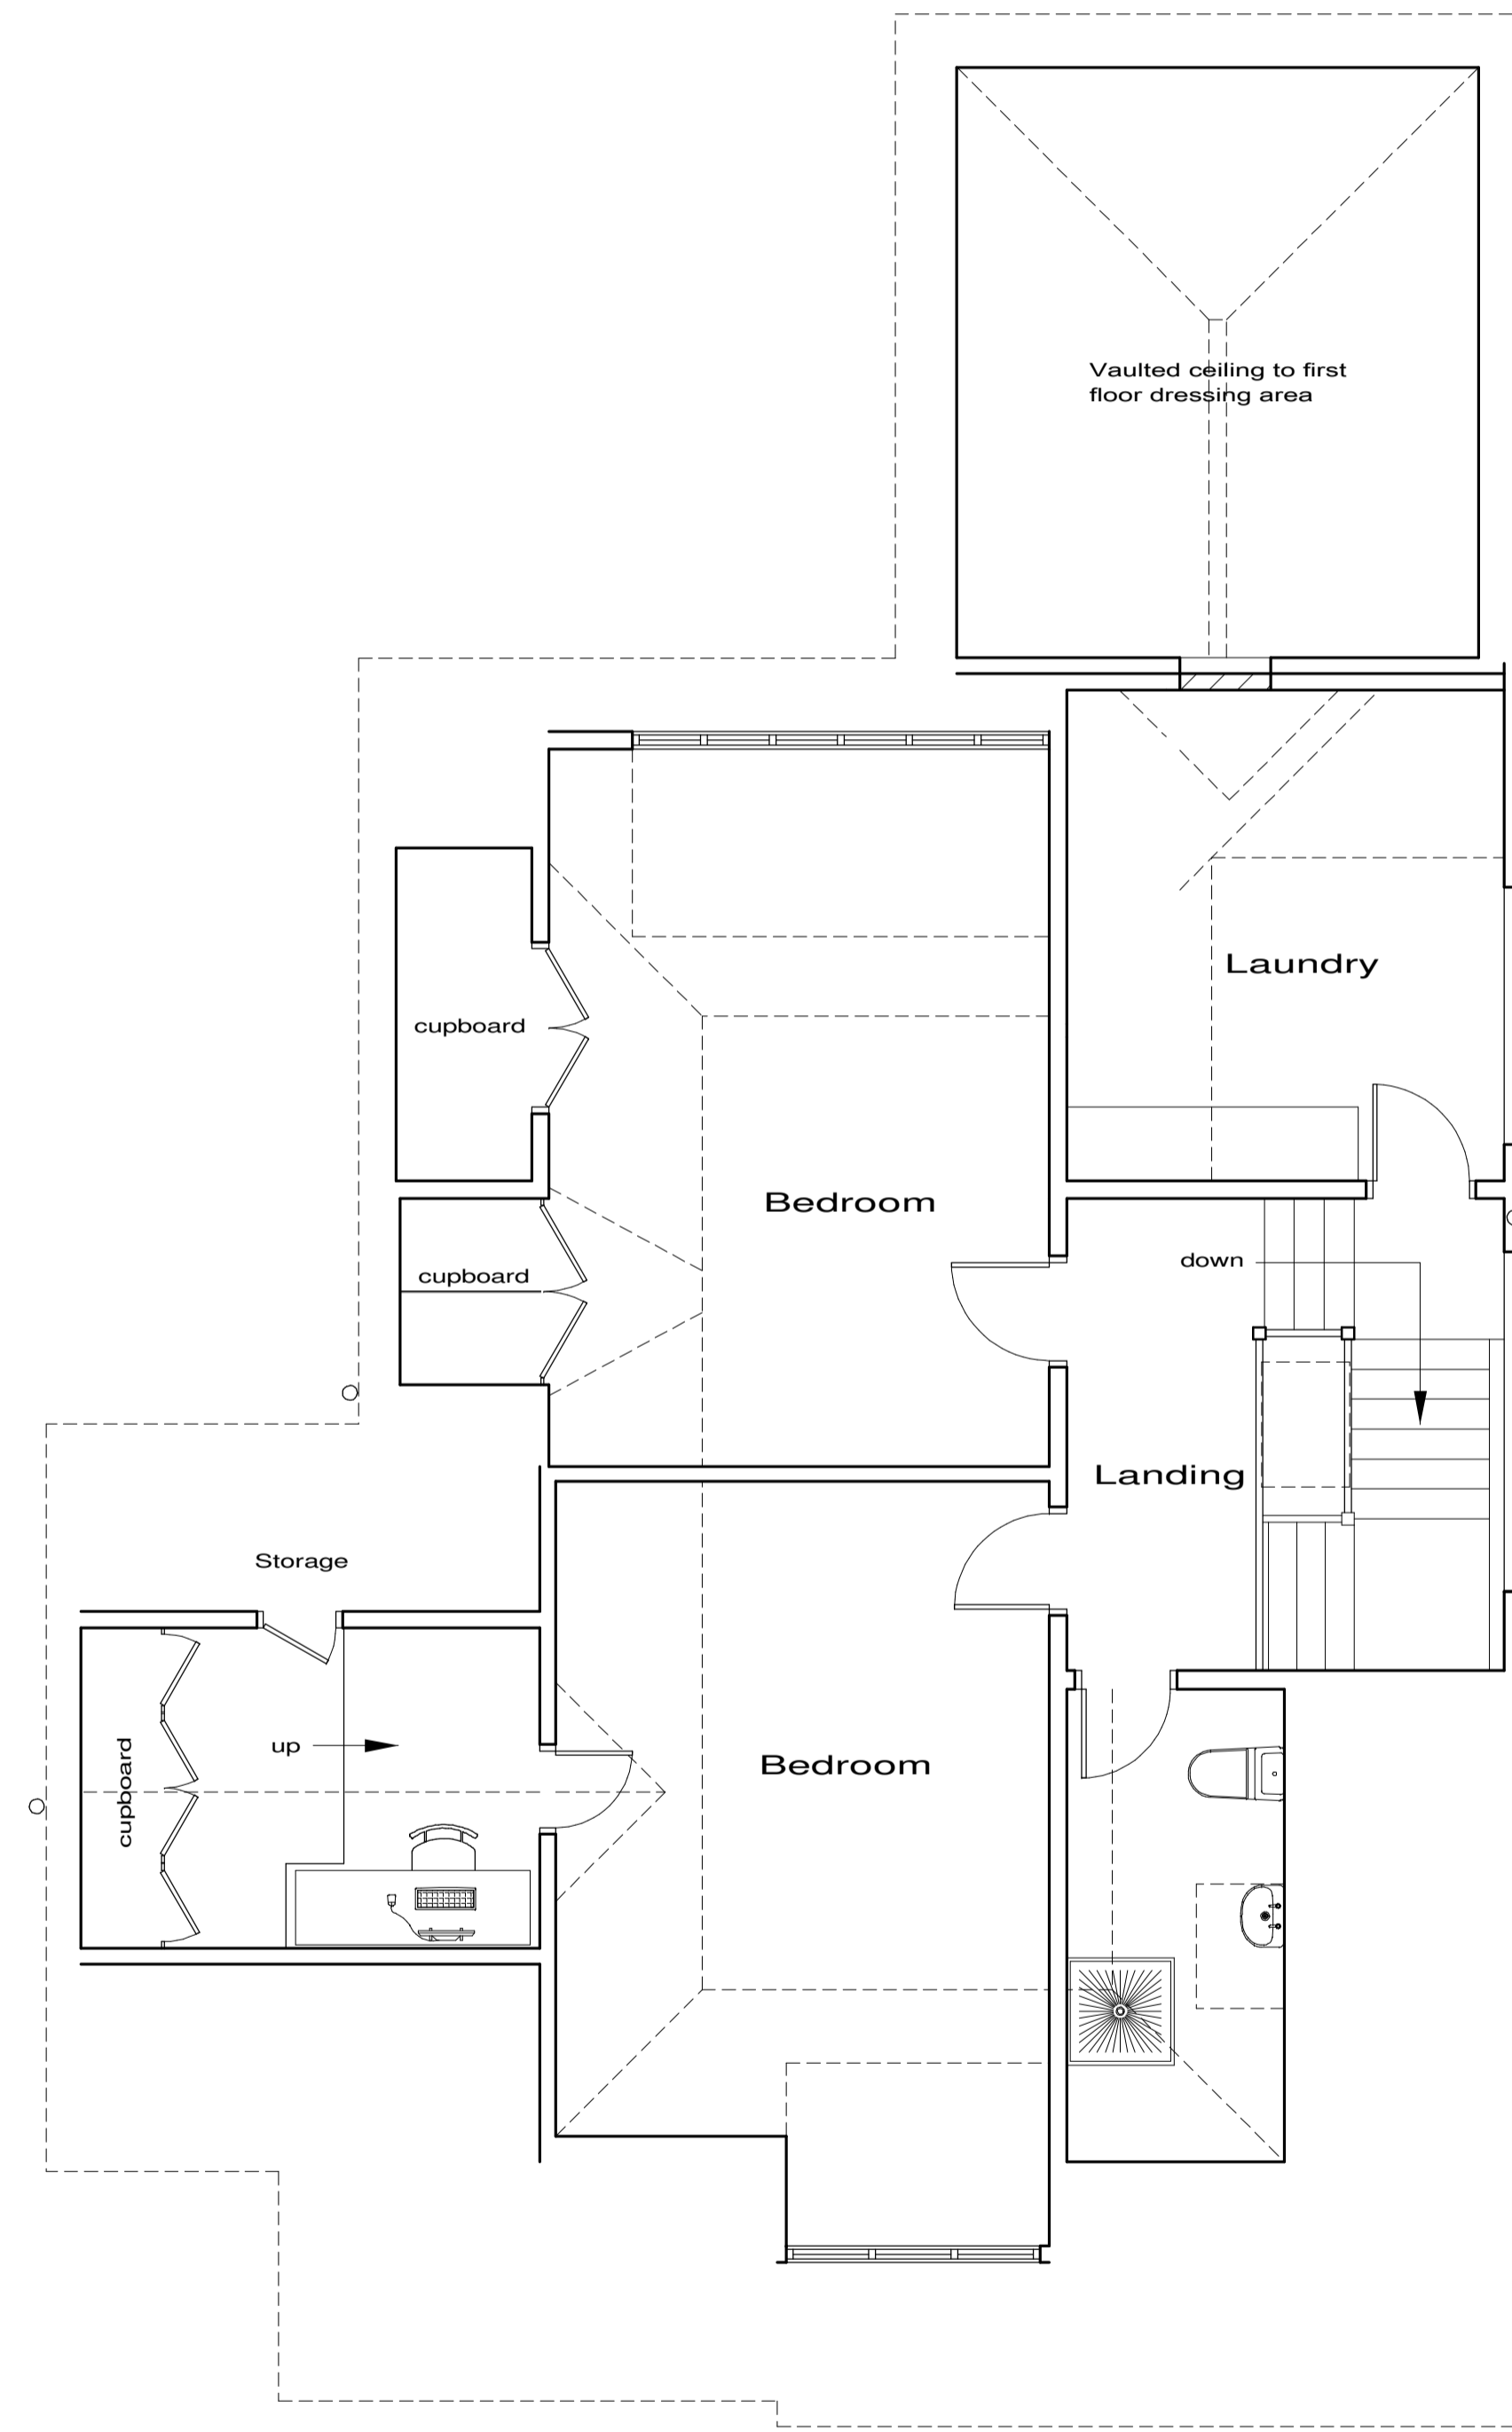 Vaulted ceiling to first
floor dressing area
Laundry
cupboard
Bedroom
cupboard
down
Landing
Storage
up
cupboard
Bedroom